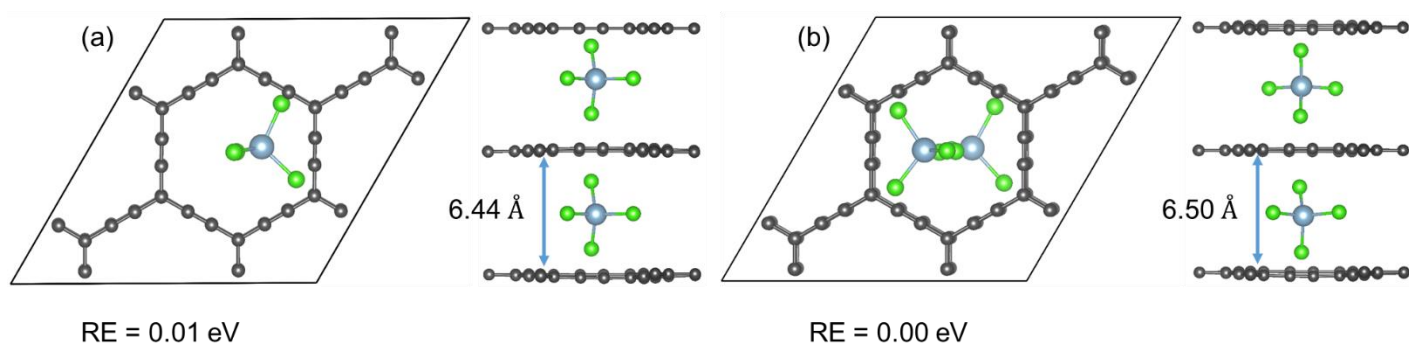 (a)
6.44 Å
RE = 0.01 eV
(b)
6.50 Å
RE = 0.00 eV